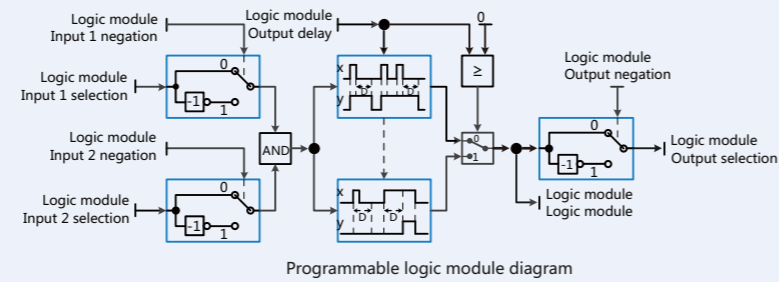 Logic module
Input 1 negation
Logic module
Output delay
0
Logic module
Input 1 selection
0
-1
1
x
D
D
y
≥
Logic module
Output negation
Logic module
Input 2 negation
AND
0
1
0
-1
1
Logic module
Output selection
Logic module
Input 2 selection
0
-1
1
x
D
D
y
Logic module
Logic module
Programmable logic module diagram